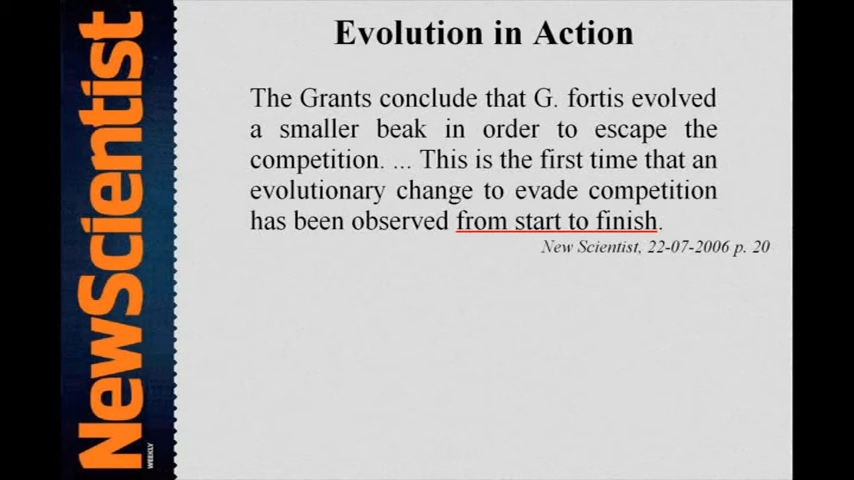 NewScientist
WEEKLY
Evolution in Action
The Grants conclude that G. fortis evolved
a smaller beak in order to escape the
competition. ... This is the first time that an
evolutionary change to evade competition
has been observed from start to finish.
New Scientist, 22-07-2006 p. 20